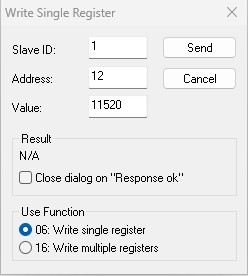 Write Single Register
Slave ID: 1 Send
Address: 12 Cancel
Value: 11520
Result
N/A
Close dialog on "Response ok"
Use Function
06: Write single register
16: Write multiple registers